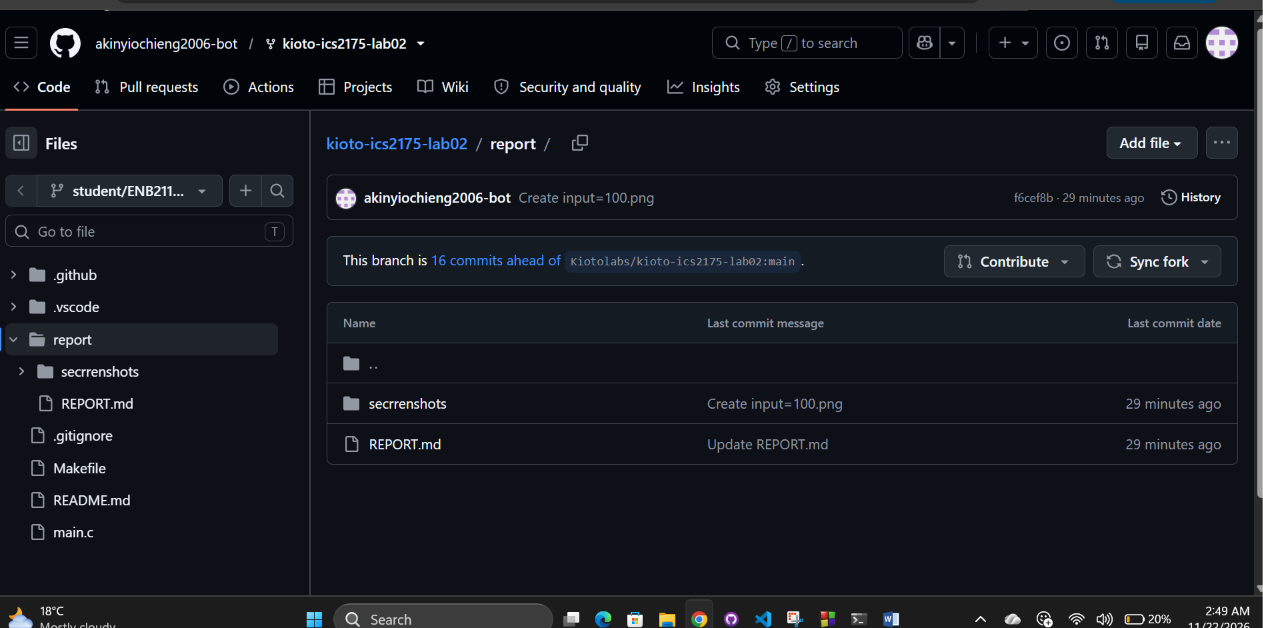 akinyiochieng2006-bot / kioto-ics2175-lab02
Type / to search
Code Pull requests Actions Projects Wiki Security and quality Insights Settings
Files
kioto-ics2175-lab02 / report /
Add file
student/ENB211...
akinyiochieng2006-bot Create input=100.png
f6cef8b · 29 minutes ago
History
Go to file
T
This branch is 16 commits ahead of Kiotolabs/kioto-ics2175-lab02:main .
Contribute
Sync fork
.github
.vscode
report
secrrenshots
REPORT.md
.gitignore
Makefile
README.md
main.c
Name Last commit message Last commit date
..
secrrenshots Create input=100.png 29 minutes ago
REPORT.md Update REPORT.md 29 minutes ago
18°C
Mostly cloudy
Search
20%
2:49 AM
11/22/2026